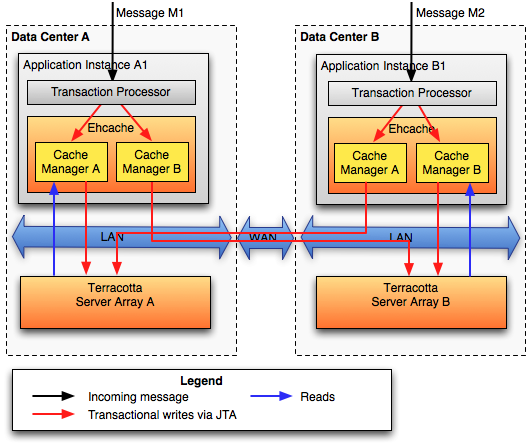 Message M1
Message M2
Data Center A
Application Instance A1
Transaction Processor
Ehcache
Cache
Manager A
Cache
Manager B
LAN
Terracotta
Server Array A
WAN
Data Center B
Application Instance B1
Transaction Processor
Ehcache
Cache
Manager A
Cache
Manager B
LAN
Terracotta
Server Array B
Legend
Incoming message
Reads
Transactional writes via JTA